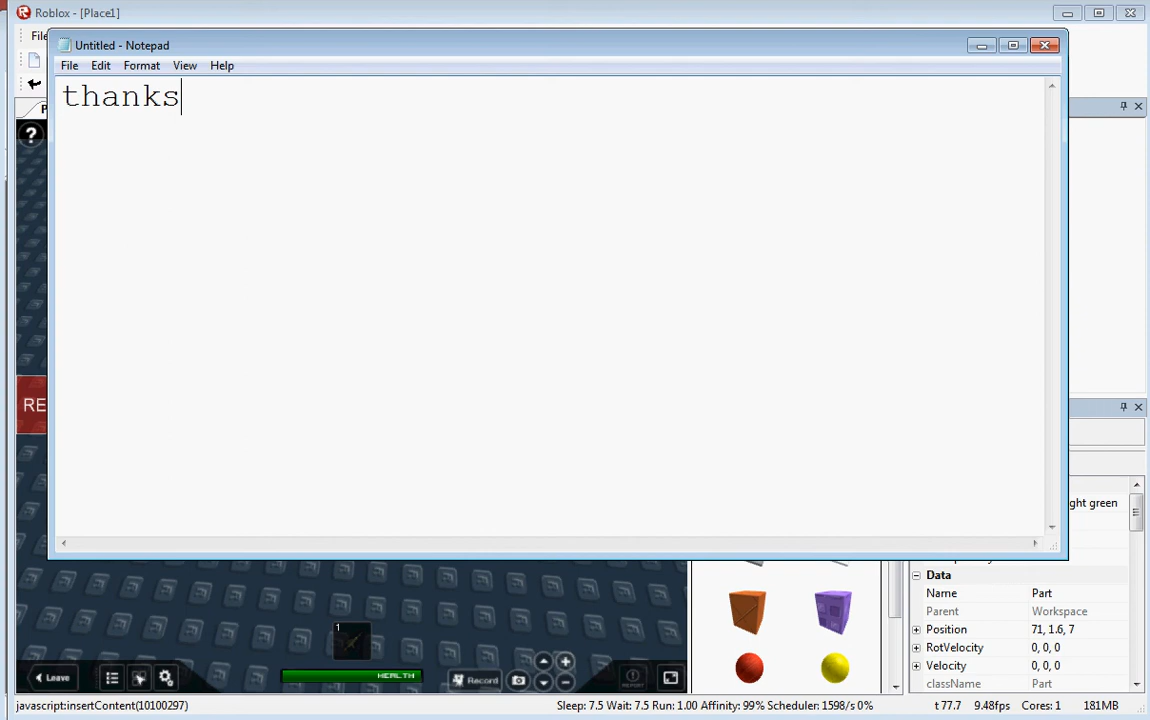 Roblox - [Place1]
File
Untitled - Notepad
File Edit Format View Help
thanks
?
RE
ght green
Data
Name Part
Parent Workspace
Position 71, 1.6, 7
RotVelocity 0, 0, 0
Velocity 0, 0, 0
className Part
1
HEALTH
Leave
Record
REPORT
javascript:insertContent(10100297)
Sleep: 7.5 Wait: 7.5 Run: 1.00 Affinity: 99% Scheduler: 1598/s 0%
t 77.7 9.48fps Cores: 1 181MB